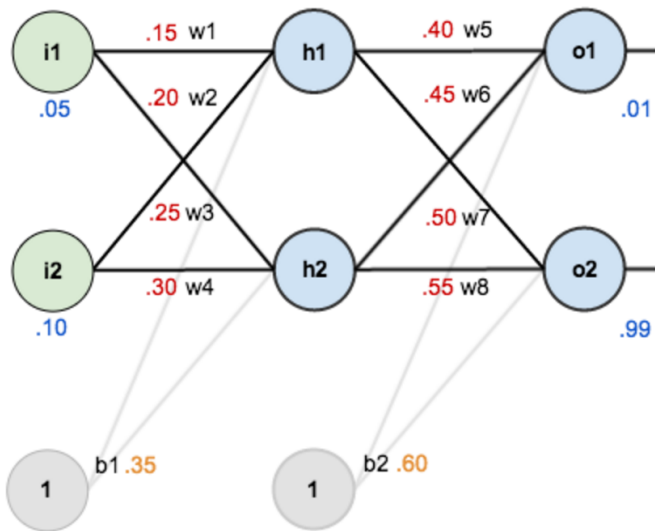 i1 .15 w1 h1 .40 w5 o1
.05 .20 w2 .45 w6 .01
.25 w3 .50 w7
i2 .30 w4 h2 .55 w8 o2
.10 .99
b1 .35 b2 .60
1 1